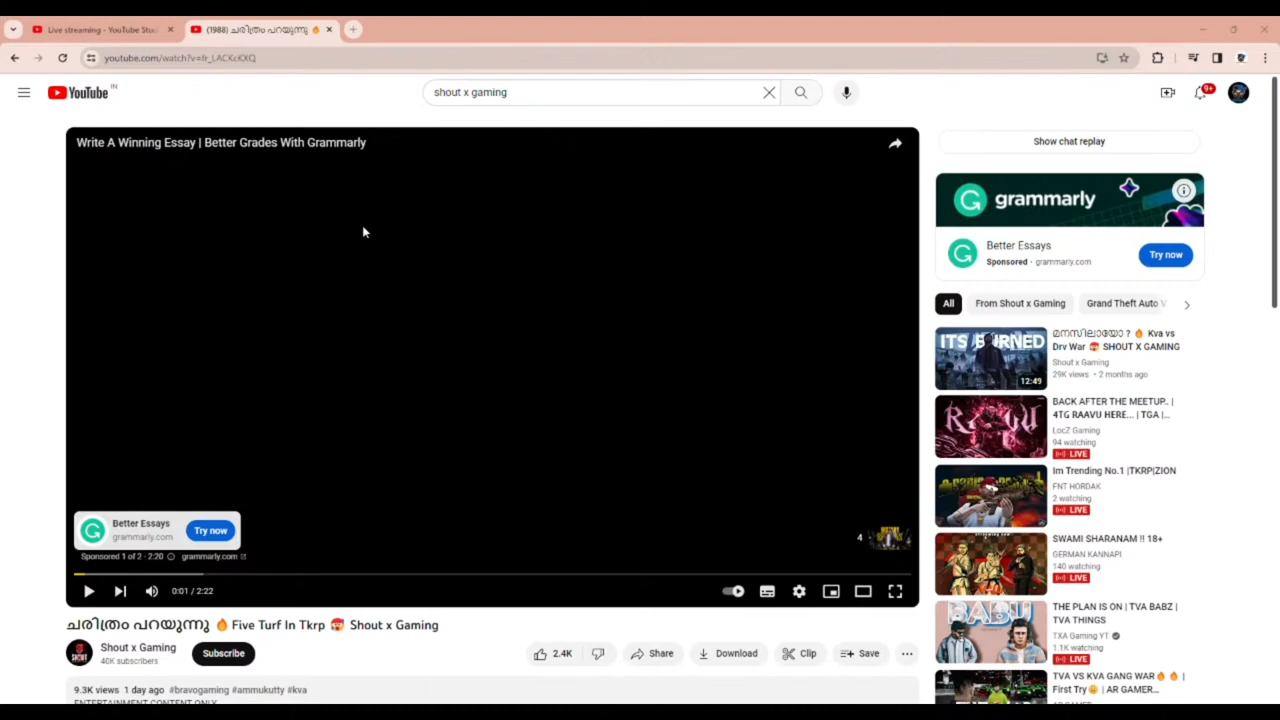 Live streaming - YouTube Stud
(1988) ചരിത്രം പറയുന്നു 🔥
youtube.com/watch?v=fr_LACKcKXQ
YouTube IN
shout x gaming
9+
Write A Winning Essay | Better Grades With Grammarly
Better Essays
grammarly.com
Try now
Sponsored 1 of 2 · 2:20
grammarly.com
4
0:01 / 2:22
ചരിത്രം പറയുന്നു 🔥 Five Turf In Tkrp Shout x Gaming
Shout x Gaming
40K subscribers
Subscribe
2.4K
Share
Download
Clip
Save
9.3K views 1 day ago #bravogaming #ammukutty #kva
ENTERTAINMENT CONTENT ONLY
Show chat replay
grammarly
Better Essays
Sponsored · grammarly.com
Try now
All
From Shout x Gaming
Grand Theft Auto V
ITS BURNED
12:49
മനസിലായോ ? 🔥 Kva vs
Drv War SHOUT X GAMING
Shout x Gaming
29K views • 2 months ago
RAAVU
BACK AFTER THE MEETUP.. |
4TG RAAVU HERE... | TGA |...
LocZ Gaming
94 watching
LIVE
Im Trending No.1 |TKRP|ZION
FNT HORDAK
2 watching
LIVE
SWAMI SHARANAM !! 18+
GERMAN KANNAPI
140 watching
LIVE
BABU
THE PLAN IS ON | TVA BABZ |
TVA THINGS
TXA Gaming YT
1.1K watching
LIVE
TVA VS KVA GANG WAR🔥 🔥 |
First Try | AR GAMER...